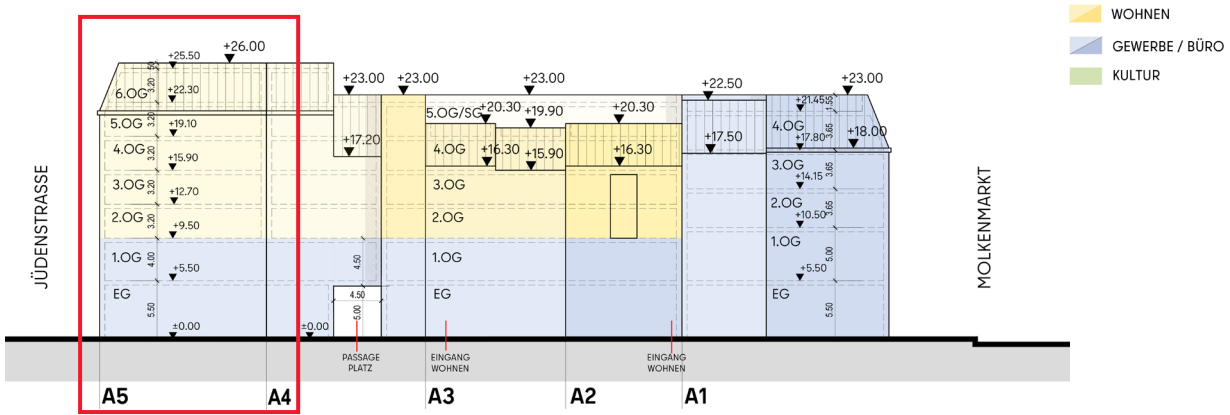 WOHNEN
GEWERBE / BÜRO
KULTUR
+26.00
+25.50
.50
3.20
6.OG
+22.30
3.20
5.OG
+19.10
4.OG
+15.90
3.20
3.OG
+12.70
3.20
2.OG
+9.50
1.OG
4.00
+5.50
EG
5.50
±0.00
±0.00
+23.00
+17.20
4.50
4.50
5.00
PASSAGE
PLATZ
+23.00
+23.00
5.OG/SG
+20.30
+19.90
+20.30
4.OG
+16.30
+15.90
+16.30
3.OG
2.OG
1.OG
EG
EINGANG
WOHNEN
EINGANG
WOHNEN
+22.50
+17.50
+23.00
+21.45
1.55
4.OG
3.65
+17.80
+18.00
3.OG
3.65
+14.15
2.OG
3.65
+10.50
1.OG
5.00
+5.50
EG
5.50
JÜDENSTRASSE
MOLKENMARKT
A5
A4
A3
A2
A1